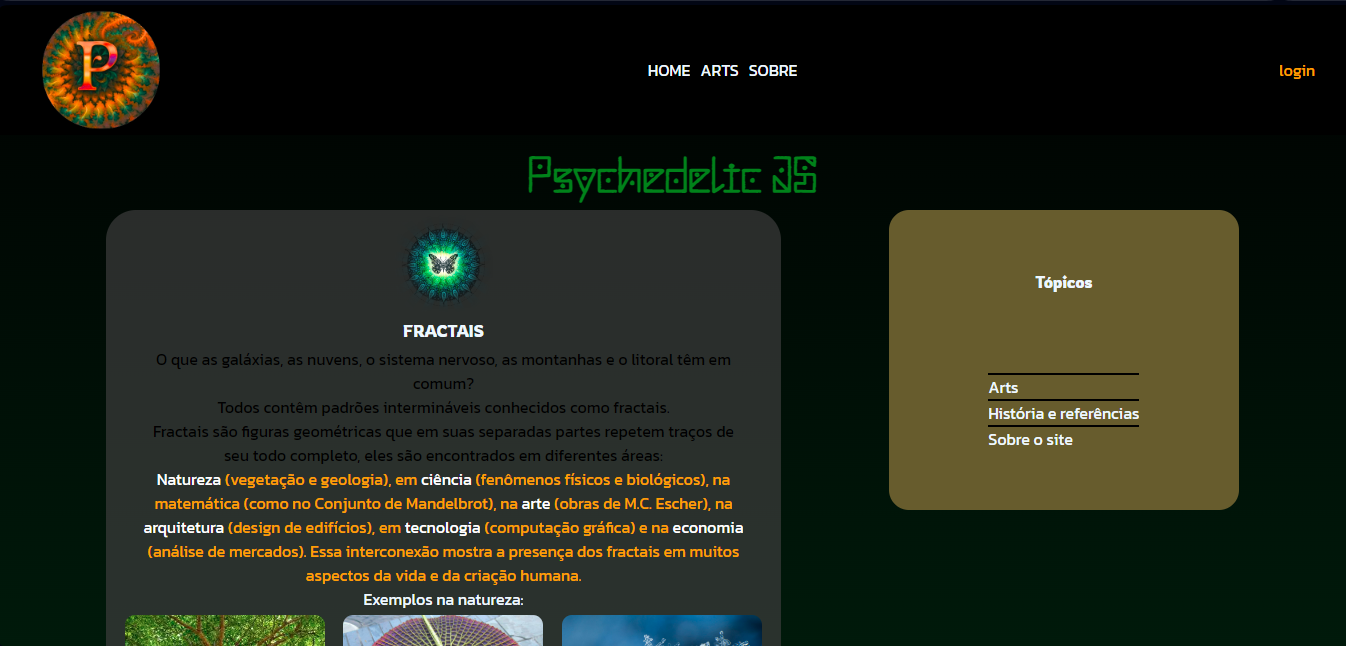 P
HOME ARTS SOBRE
login
Psychedelic JS
FRACTAIS
O que as galáxias, as nuvens, o sistema nervoso, as montanhas e o litoral têm em
comum?
Todos contêm padrões intermináveis conhecidos como fractais.
Fractais são figuras geométricas que em suas separadas partes repetem traços de
seu todo completo, eles são encontrados em diferentes áreas:
Natureza (vegetação e geologia), em ciência (fenômenos físicos e biológicos), na
matemática (como no Conjunto de Mandelbrot), na arte (obras de M.C. Escher), na
arquitetura (design de edifícios), em tecnologia (computação gráfica) e na economia
(análise de mercados). Essa interconexão mostra a presença dos fractais em muitos
aspectos da vida e da criação humana.
Exemplos na natureza:
Tópicos
Arts
História e referências
Sobre o site